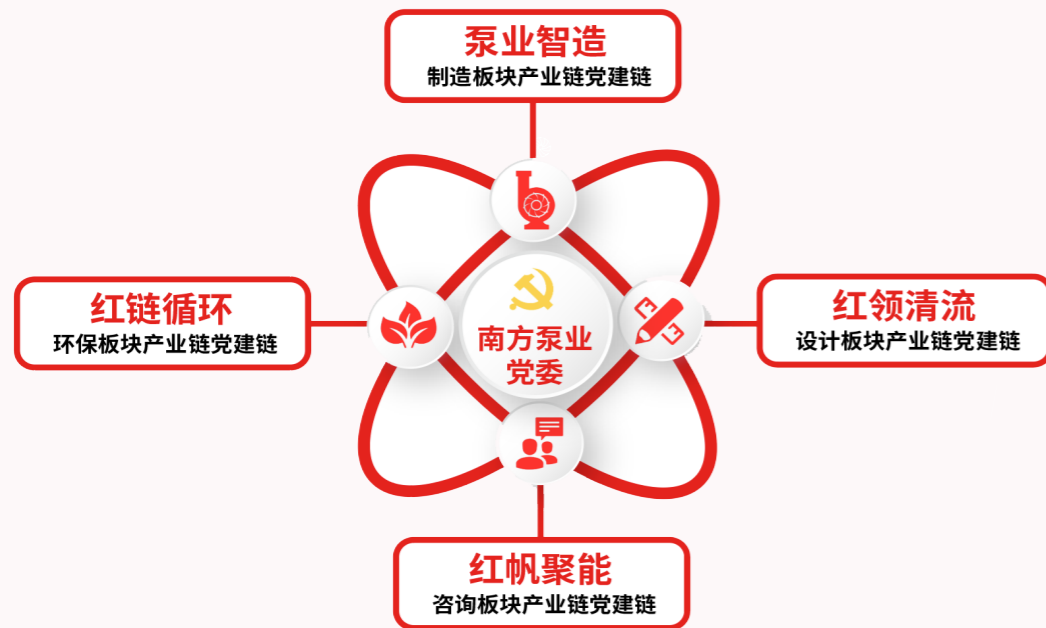 泵业智造
制造板块产业链党建链
红链循环
环保板块产业链党建链
南方泵业
党委
红领清流
设计板块产业链党建链
红帆聚能
咨询板块产业链党建链